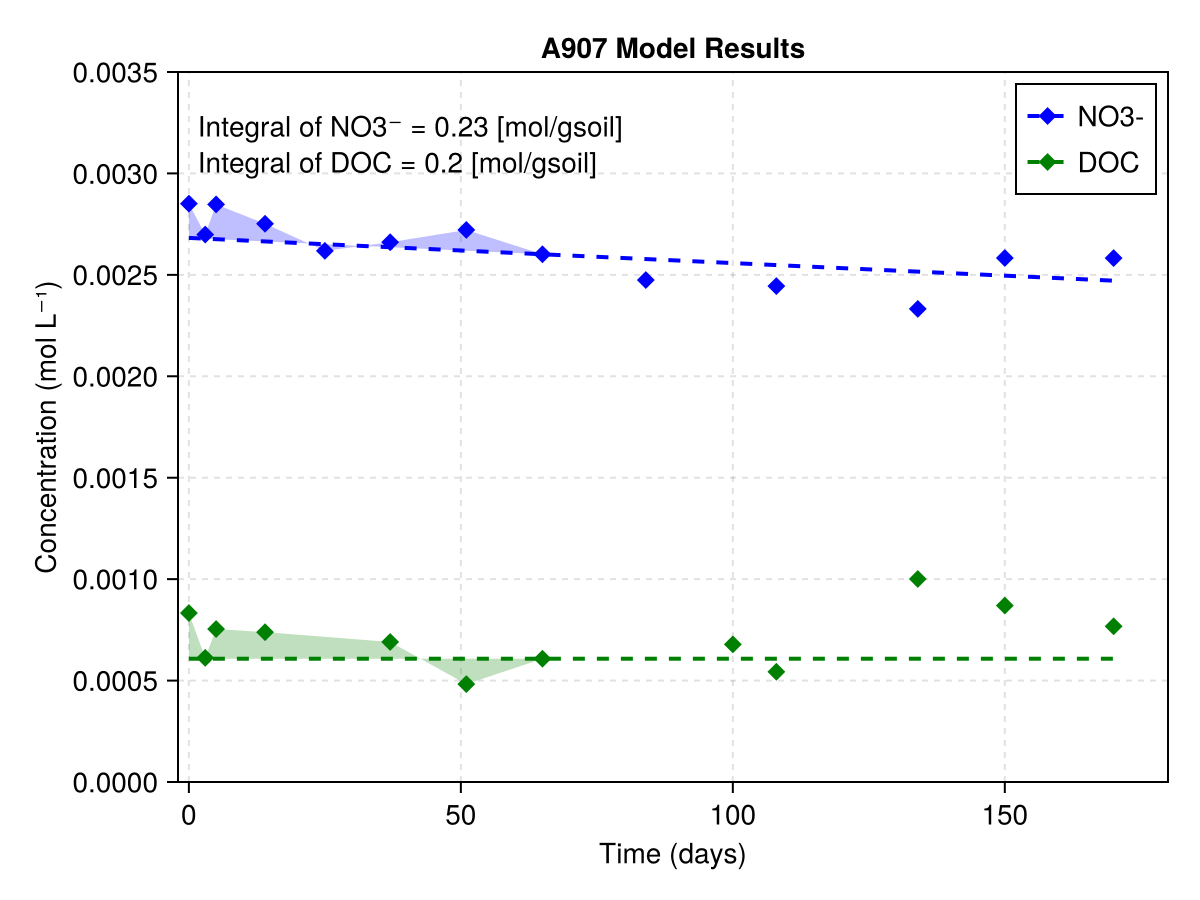 A907 Model Results
Integral of NO3⁻ = 0.23 [mol/gsoil]
Integral of DOC = 0.2 [mol/gsoil]
NO3-
DOC
Concentration (mol L⁻¹)
0.0035
0.0030
0.0025
0.0020
0.0015
0.0010
0.0005
0.0000
0
50
100
150
Time (days)